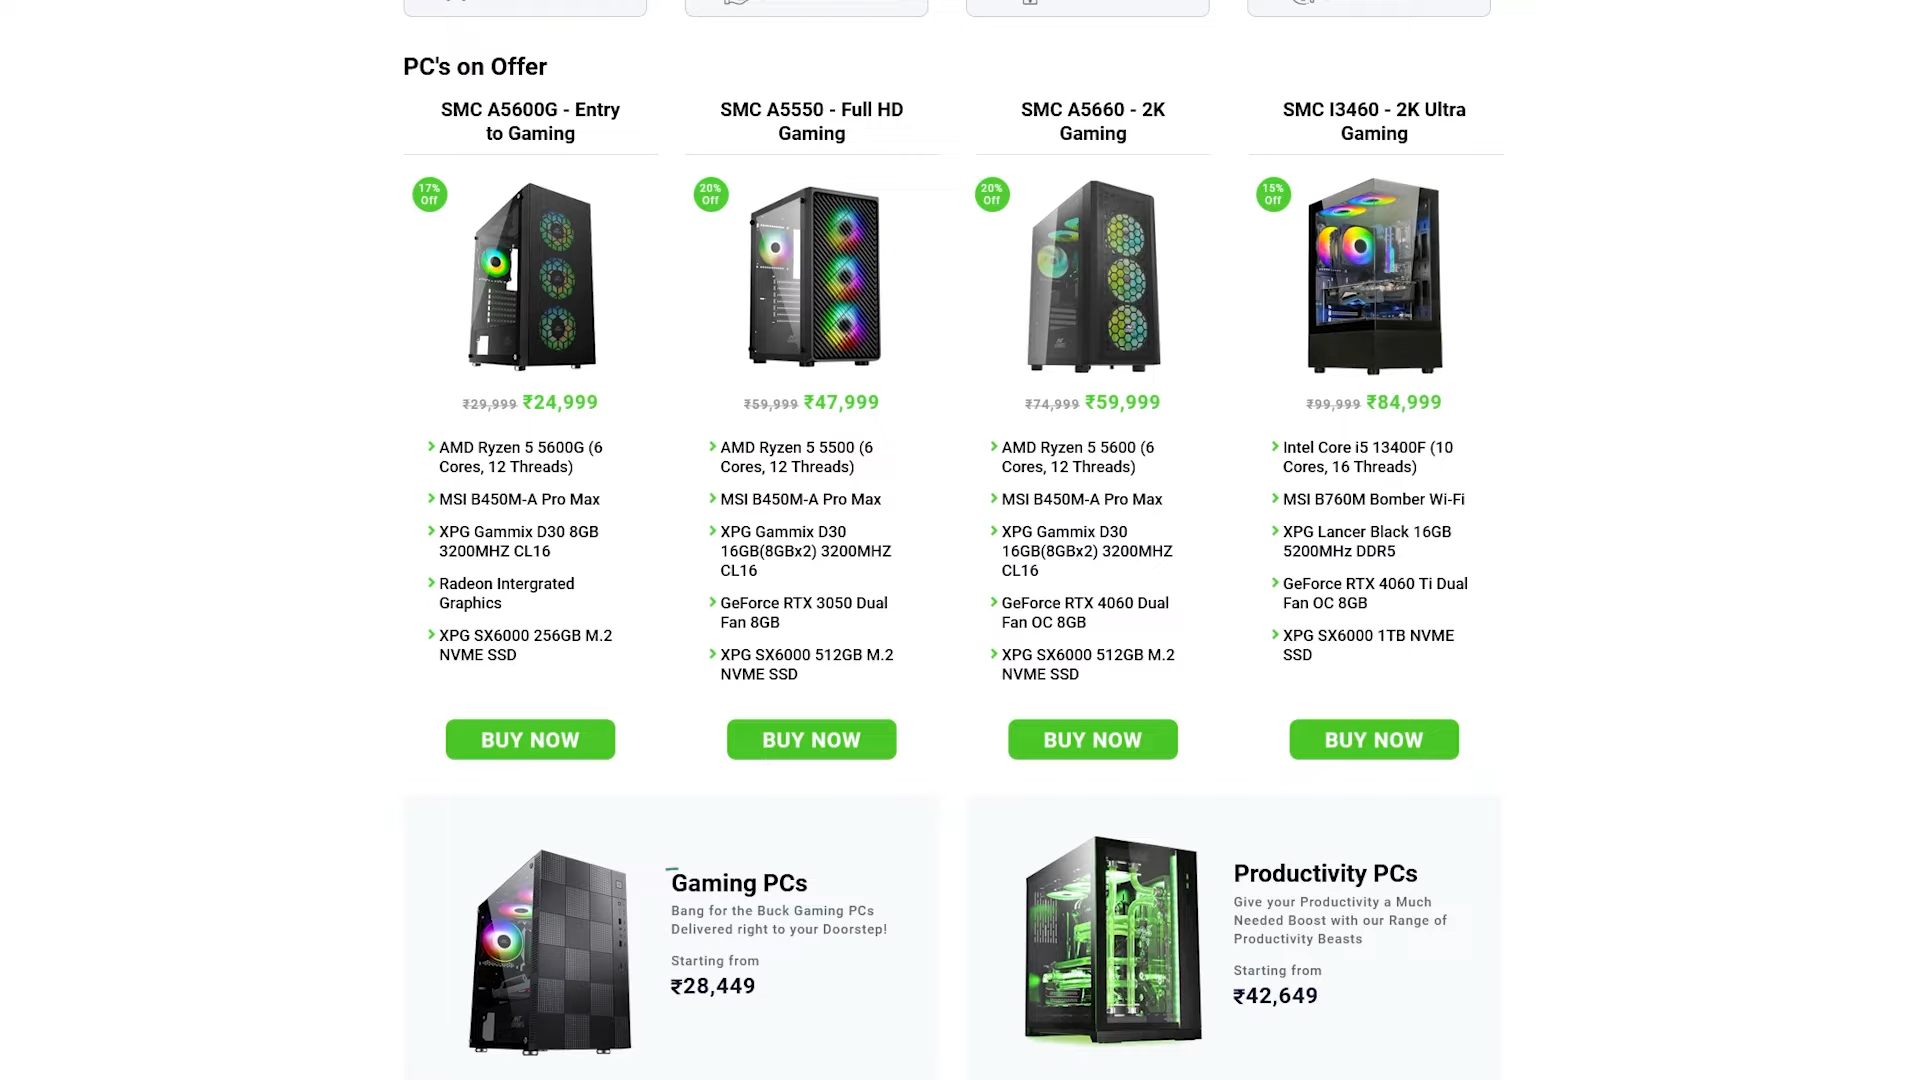 PC's on Offer
SMC A5600G - Entry
to Gaming
17%
Off
₹29,999 ₹24,999
AMD Ryzen 5 5600G (6
Cores, 12 Threads)
MSI B450M-A Pro Max
XPG Gammix D30 8GB
3200MHZ CL16
Radeon Intergrated
Graphics
XPG SX6000 256GB M.2
NVME SSD
BUY NOW
SMC A5550 - Full HD
Gaming
20%
Off
₹59,999 ₹47,999
AMD Ryzen 5 5500 (6
Cores, 12 Threads)
MSI B450M-A Pro Max
XPG Gammix D30
16GB(8GBx2) 3200MHZ
CL16
GeForce RTX 3050 Dual
Fan 8GB
XPG SX6000 512GB M.2
NVME SSD
BUY NOW
SMC A5660 - 2K
Gaming
20%
Off
₹74,999 ₹59,999
AMD Ryzen 5 5600 (6
Cores, 12 Threads)
MSI B450M-A Pro Max
XPG Gammix D30
16GB(8GBx2) 3200MHZ
CL16
GeForce RTX 4060 Dual
Fan OC 8GB
XPG SX6000 512GB M.2
NVME SSD
BUY NOW
SMC I3460 - 2K Ultra
Gaming
15%
Off
₹99,999 ₹84,999
Intel Core i5 13400F (10
Cores, 16 Threads)
MSI B760M Bomber Wi-Fi
XPG Lancer Black 16GB
5200MHz DDR5
GeForce RTX 4060 Ti Dual
Fan OC 8GB
XPG SX6000 1TB NVME
SSD
BUY NOW
Gaming PCs
Bang for the Buck Gaming PCs
Delivered right to your Doorstep!
Starting from
₹28,449
Productivity PCs
Give your Productivity a Much
Needed Boost with our Range of
Productivity Beasts
Starting from
₹42,649